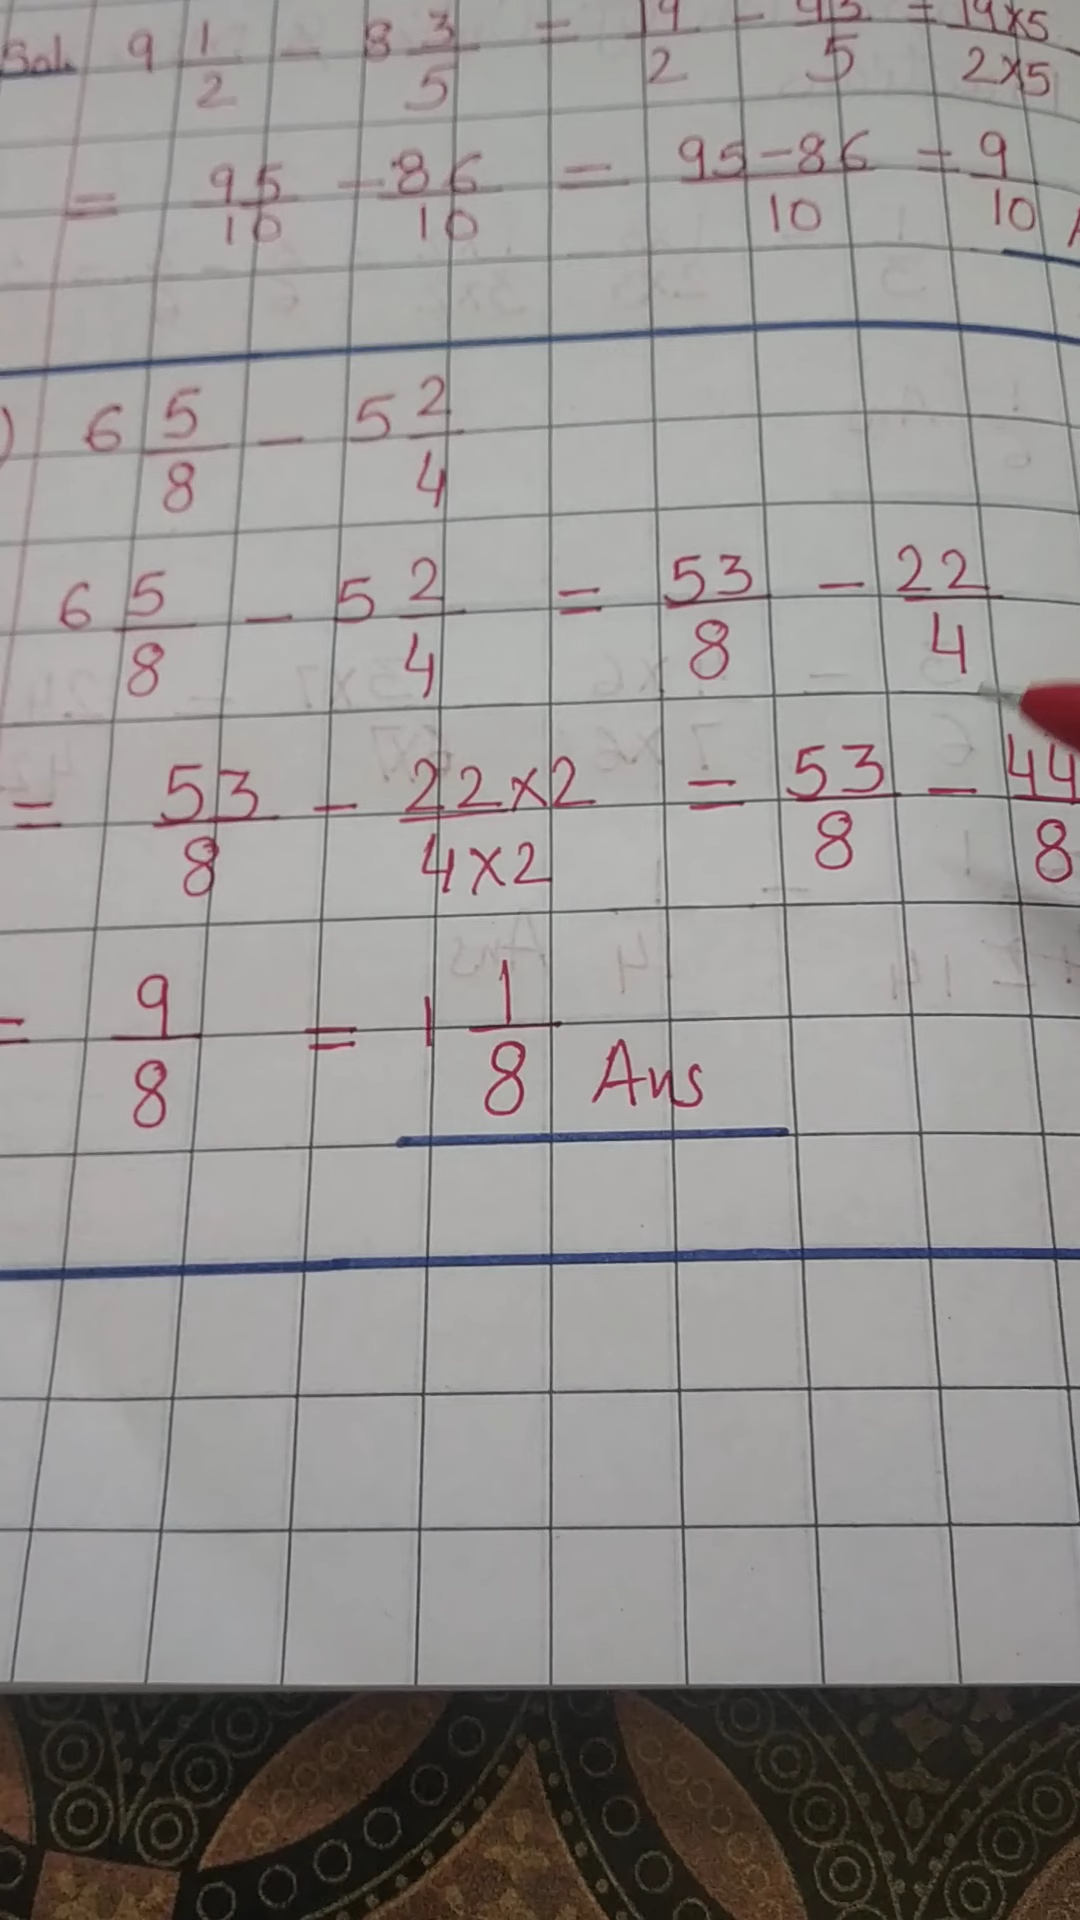 Sol. 9 1/2 - 8 3/5 = 19/2 - 43/5 = 19×5/2×5
= 95/10 - 86/10 = 95-86/10 = 9/10
) 6 5/8 - 5 2/4
6 5/8 - 5 2/4 = 53/8 - 22/4
= 53/8 - 22×2/4×2 = 53/8 - 44/8
= 9/8 = 1 1/8 Ans